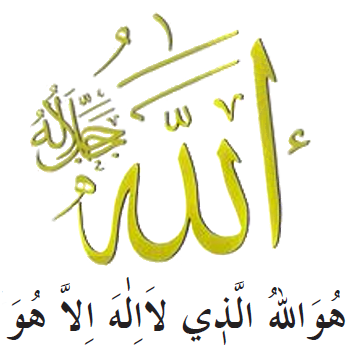 الله
جل جلاله
هُوَ اللهُ الَّذ۪ي لاَاِلٰهَ اِلاَّ هُوَ